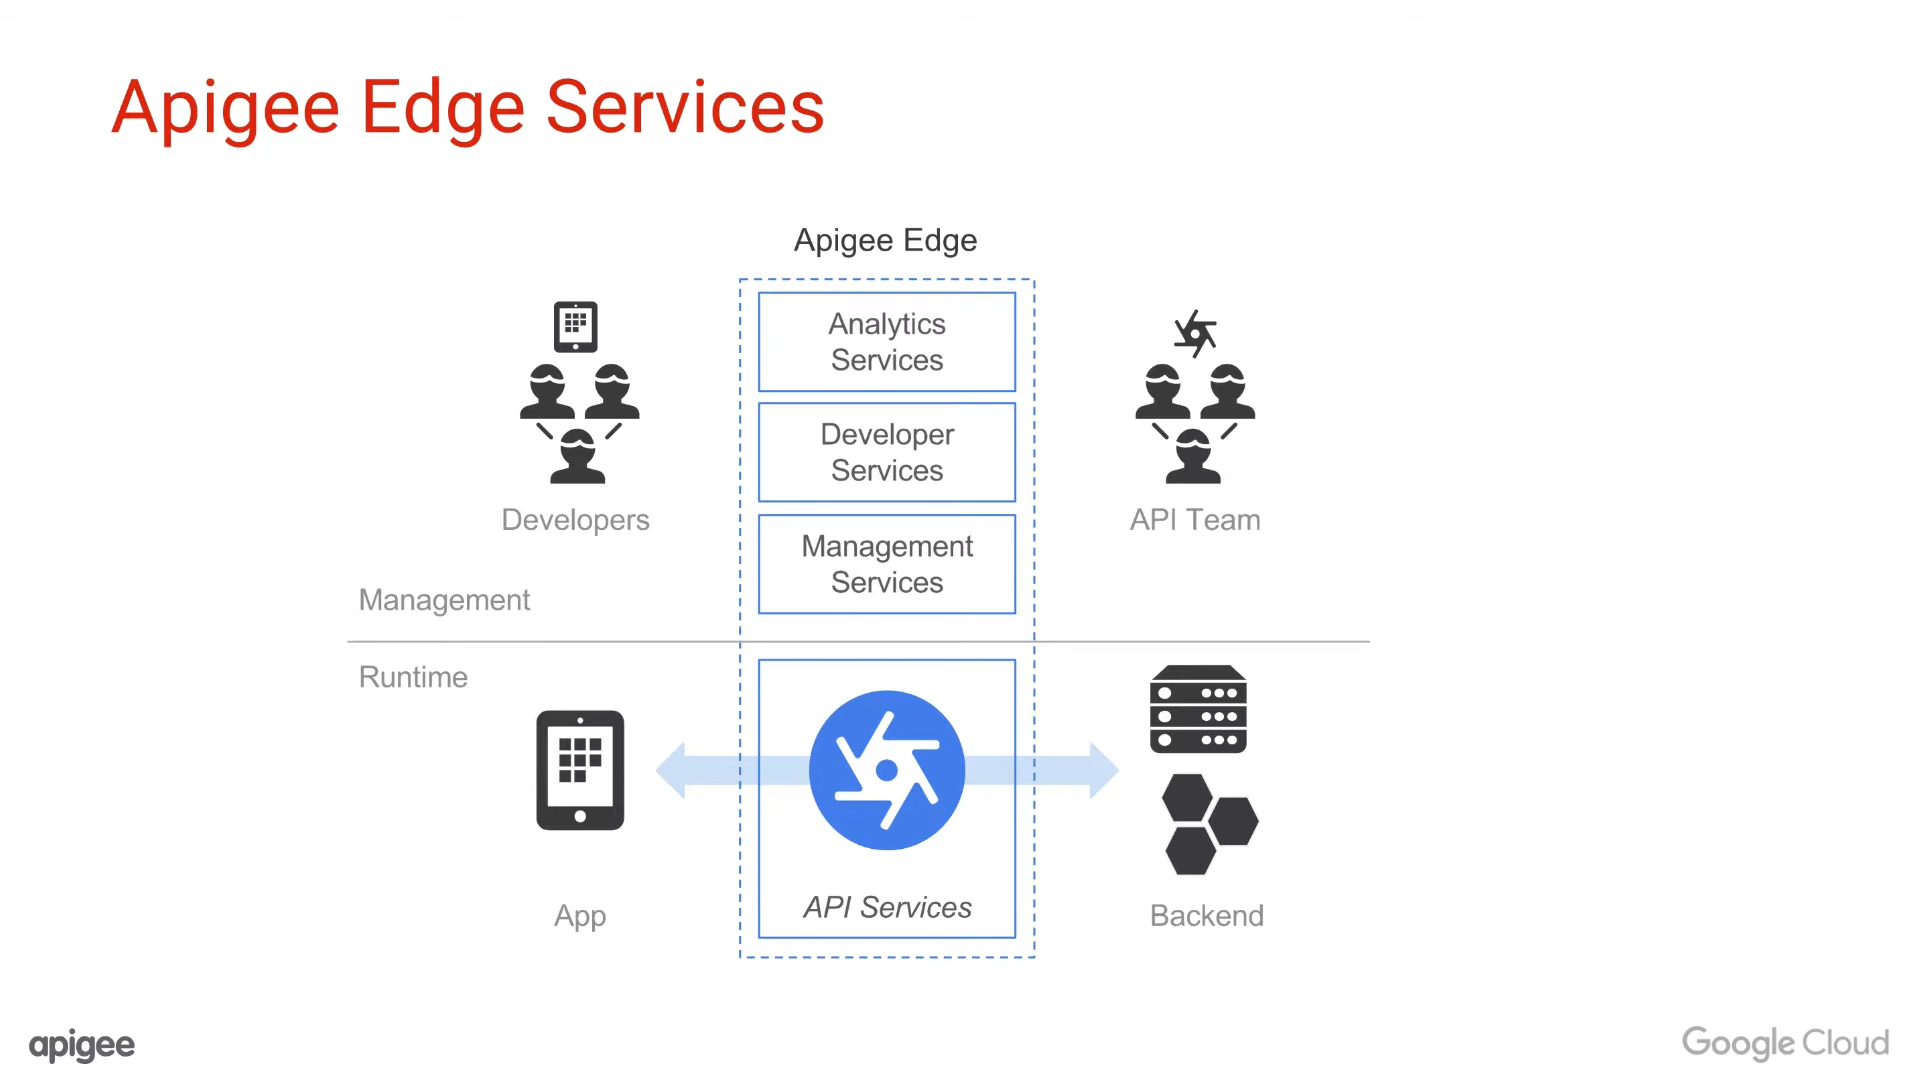 Apigee Edge Services
Apigee Edge
Analytics
Services
Developer
Services
Management
Services
Developers
API Team
Management
Runtime
API Services
App
Backend
apigee
Google Cloud